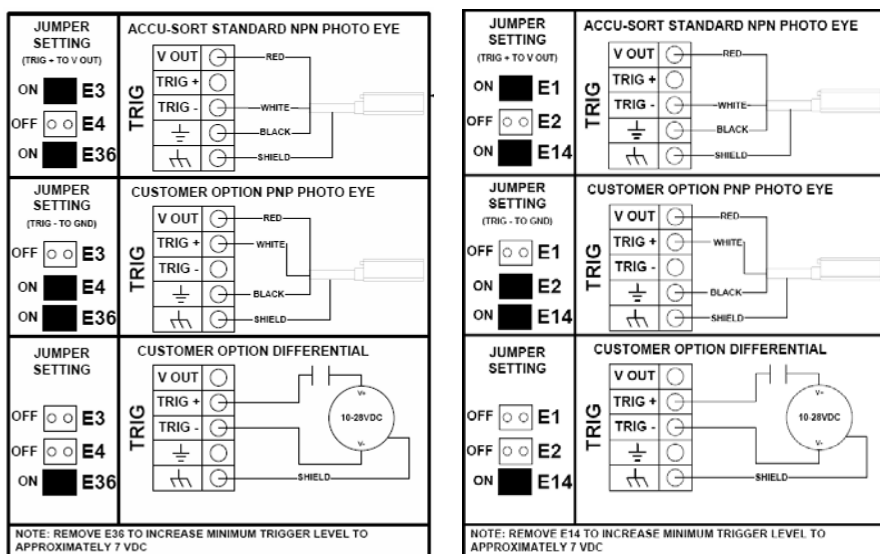 JUMPER
SETTING
(TRIG + TO V OUT)
ON E3
OFF E4
ON E36
ACCU-SORT STANDARD NPN PHOTO EYE
TRIG
V OUT
TRIG +
TRIG -
RED
WHITE
BLACK
SHIELD
JUMPER
SETTING
(TRIG - TO GND)
OFF E3
ON E4
ON E36
CUSTOMER OPTION PNP PHOTO EYE
TRIG
V OUT
TRIG +
TRIG -
RED
WHITE
BLACK
SHIELD
JUMPER
SETTING
OFF E3
OFF E4
ON E36
CUSTOMER OPTION DIFFERENTIAL
TRIG
V OUT
TRIG +
TRIG -
V+
10-28VDC
V-
SHIELD
NOTE: REMOVE E36 TO INCREASE MINIMUM TRIGGER LEVEL TO
APPROXIMATELY 7 VDC
JUMPER
SETTING
(TRIG + TO V OUT)
ON E1
OFF E2
ON E14
ACCU-SORT STANDARD NPN PHOTO EYE
TRIG
V OUT
TRIG +
TRIG -
RED
WHITE
BLACK
SHIELD
JUMPER
SETTING
(TRIG - TO GND)
OFF E1
ON E2
ON E14
CUSTOMER OPTION PNP PHOTO EYE
TRIG
V OUT
TRIG +
TRIG -
RED
WHITE
BLACK
SHIELD
JUMPER
SETTING
OFF E1
OFF E2
ON E14
CUSTOMER OPTION DIFFERENTIAL
TRIG
V OUT
TRIG +
TRIG -
V+
10-28VDC
V-
SHIELD
NOTE: REMOVE E14 TO INCREASE MINIMUM TRIGGER LEVEL TO
APPROXIMATELY 7 VDC